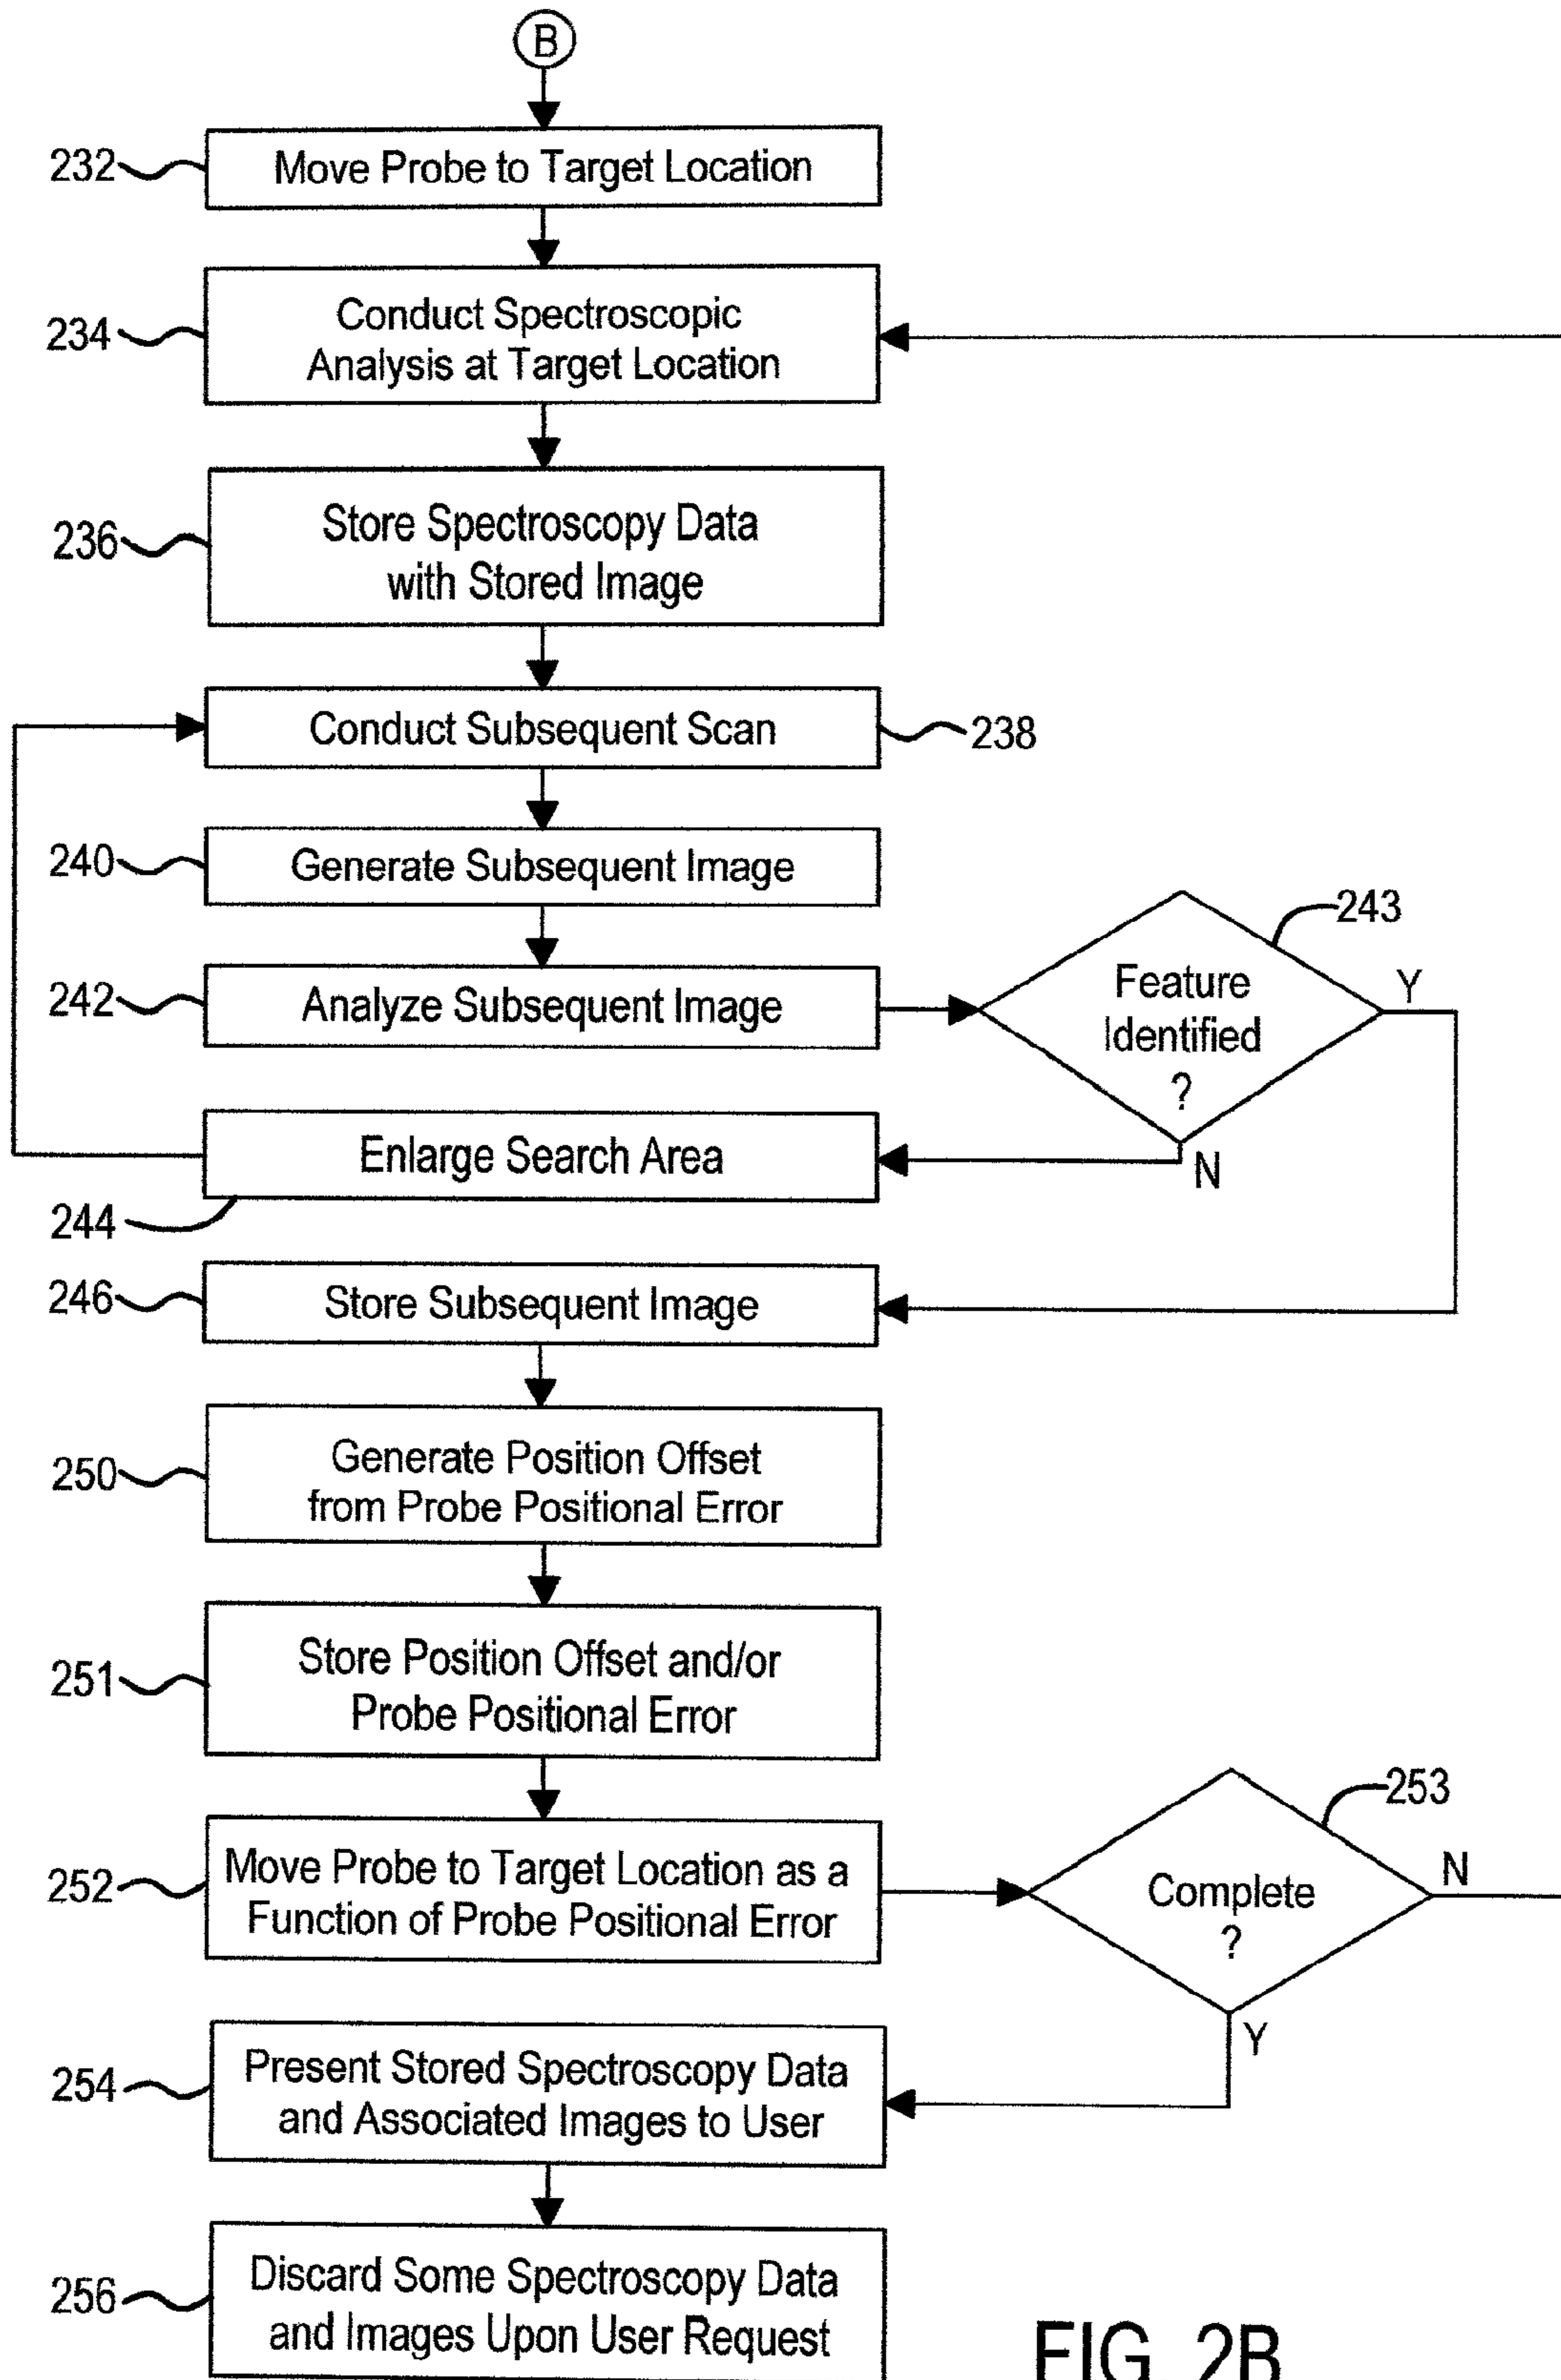 B
232
Move Probe to Target Location
234
Conduct Spectroscopic
Analysis at Target Location
236
Store Spectroscopy Data
with Stored Image
Conduct Subsequent Scan
238
240
Generate Subsequent Image
243
242
Analyze Subsequent Image
Feature
Identified
?
Y
N
Enlarge Search Area
244
246
Store Subsequent Image
250
Generate Position Offset
from Probe Positional Error
251
Store Position Offset and/or
Probe Positional Error
253
252
Move Probe to Target Location as a
Function of Probe Positional Error
Complete
?
N
Y
254
Present Stored Spectroscopy Data
and Associated Images to User
256
Discard Some Spectroscopy Data
and Images Upon User Request
FIG. 2B